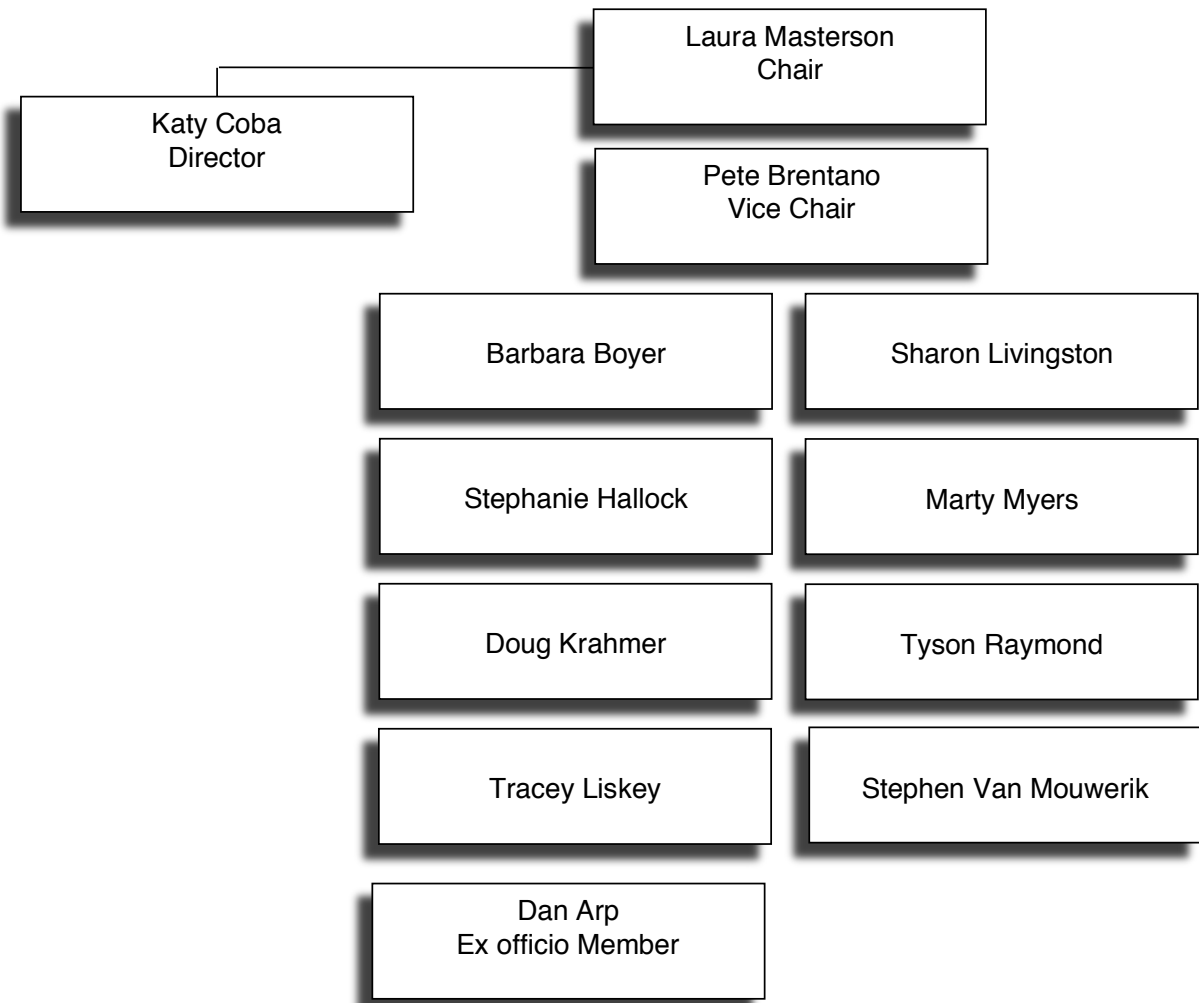 Laura Masterson
Chair
Katy Coba
Director
Pete Brentano
Vice Chair
Barbara Boyer
Sharon Livingston
Stephanie Hallock
Marty Myers
Doug Krahmer
Tyson Raymond
Tracey Liskey
Stephen Van Mouwerik
Dan Arp
Ex officio Member